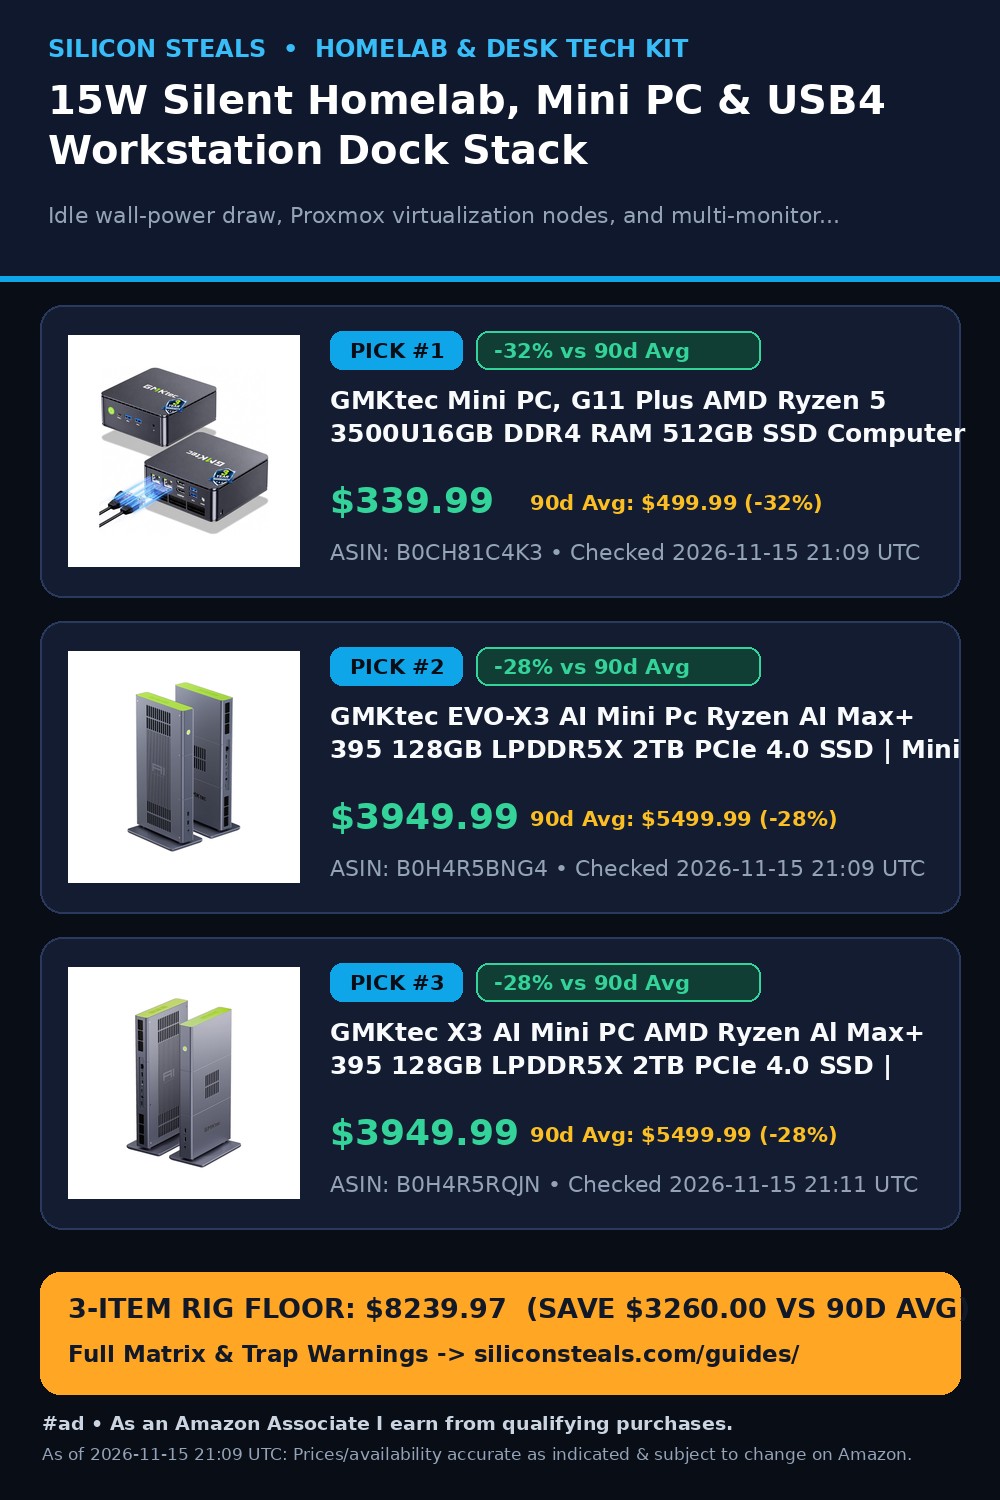 SILICON STEALS • HOMELAB & DESK TECH KIT
15W Silent Homelab, Mini PC & USB4
Workstation Dock Stack
Idle wall-power draw, Proxmox virtualization nodes, and multi-monitor...
GMKtec
GMKtec
PICK #1
-32% vs 90d Avg
GMKtec Mini PC, G11 Plus AMD Ryzen 5
3500U16GB DDR4 RAM 512GB SSD Computer
$339.99
90d Avg: $499.99 (-32%)
ASIN: B0CH81C4K3 • Checked 2026-11-15 21:09 UTC
AI
PICK #2
-28% vs 90d Avg
GMKtec EVO-X3 AI Mini Pc Ryzen AI Max+
395 128GB LPDDR5X 2TB PCIe 4.0 SSD | Mini
$3949.99
90d Avg: $5499.99 (-28%)
ASIN: B0H4R5BNG4 • Checked 2026-11-15 21:09 UTC
AI
PICK #3
-28% vs 90d Avg
GMKtec X3 AI Mini PC AMD Ryzen Al Max+
395 128GB LPDDR5X 2TB PCIe 4.0 SSD |
$3949.99
90d Avg: $5499.99 (-28%)
ASIN: B0H4R5RQJN • Checked 2026-11-15 21:11 UTC
3-ITEM RIG FLOOR: $8239.97 (SAVE $3260.00 VS 90D AVG)
Full Matrix & Trap Warnings -> siliconsteals.com/guides/
#ad • As an Amazon Associate I earn from qualifying purchases.
As of 2026-11-15 21:09 UTC: Prices/availability accurate as indicated & subject to change on Amazon.